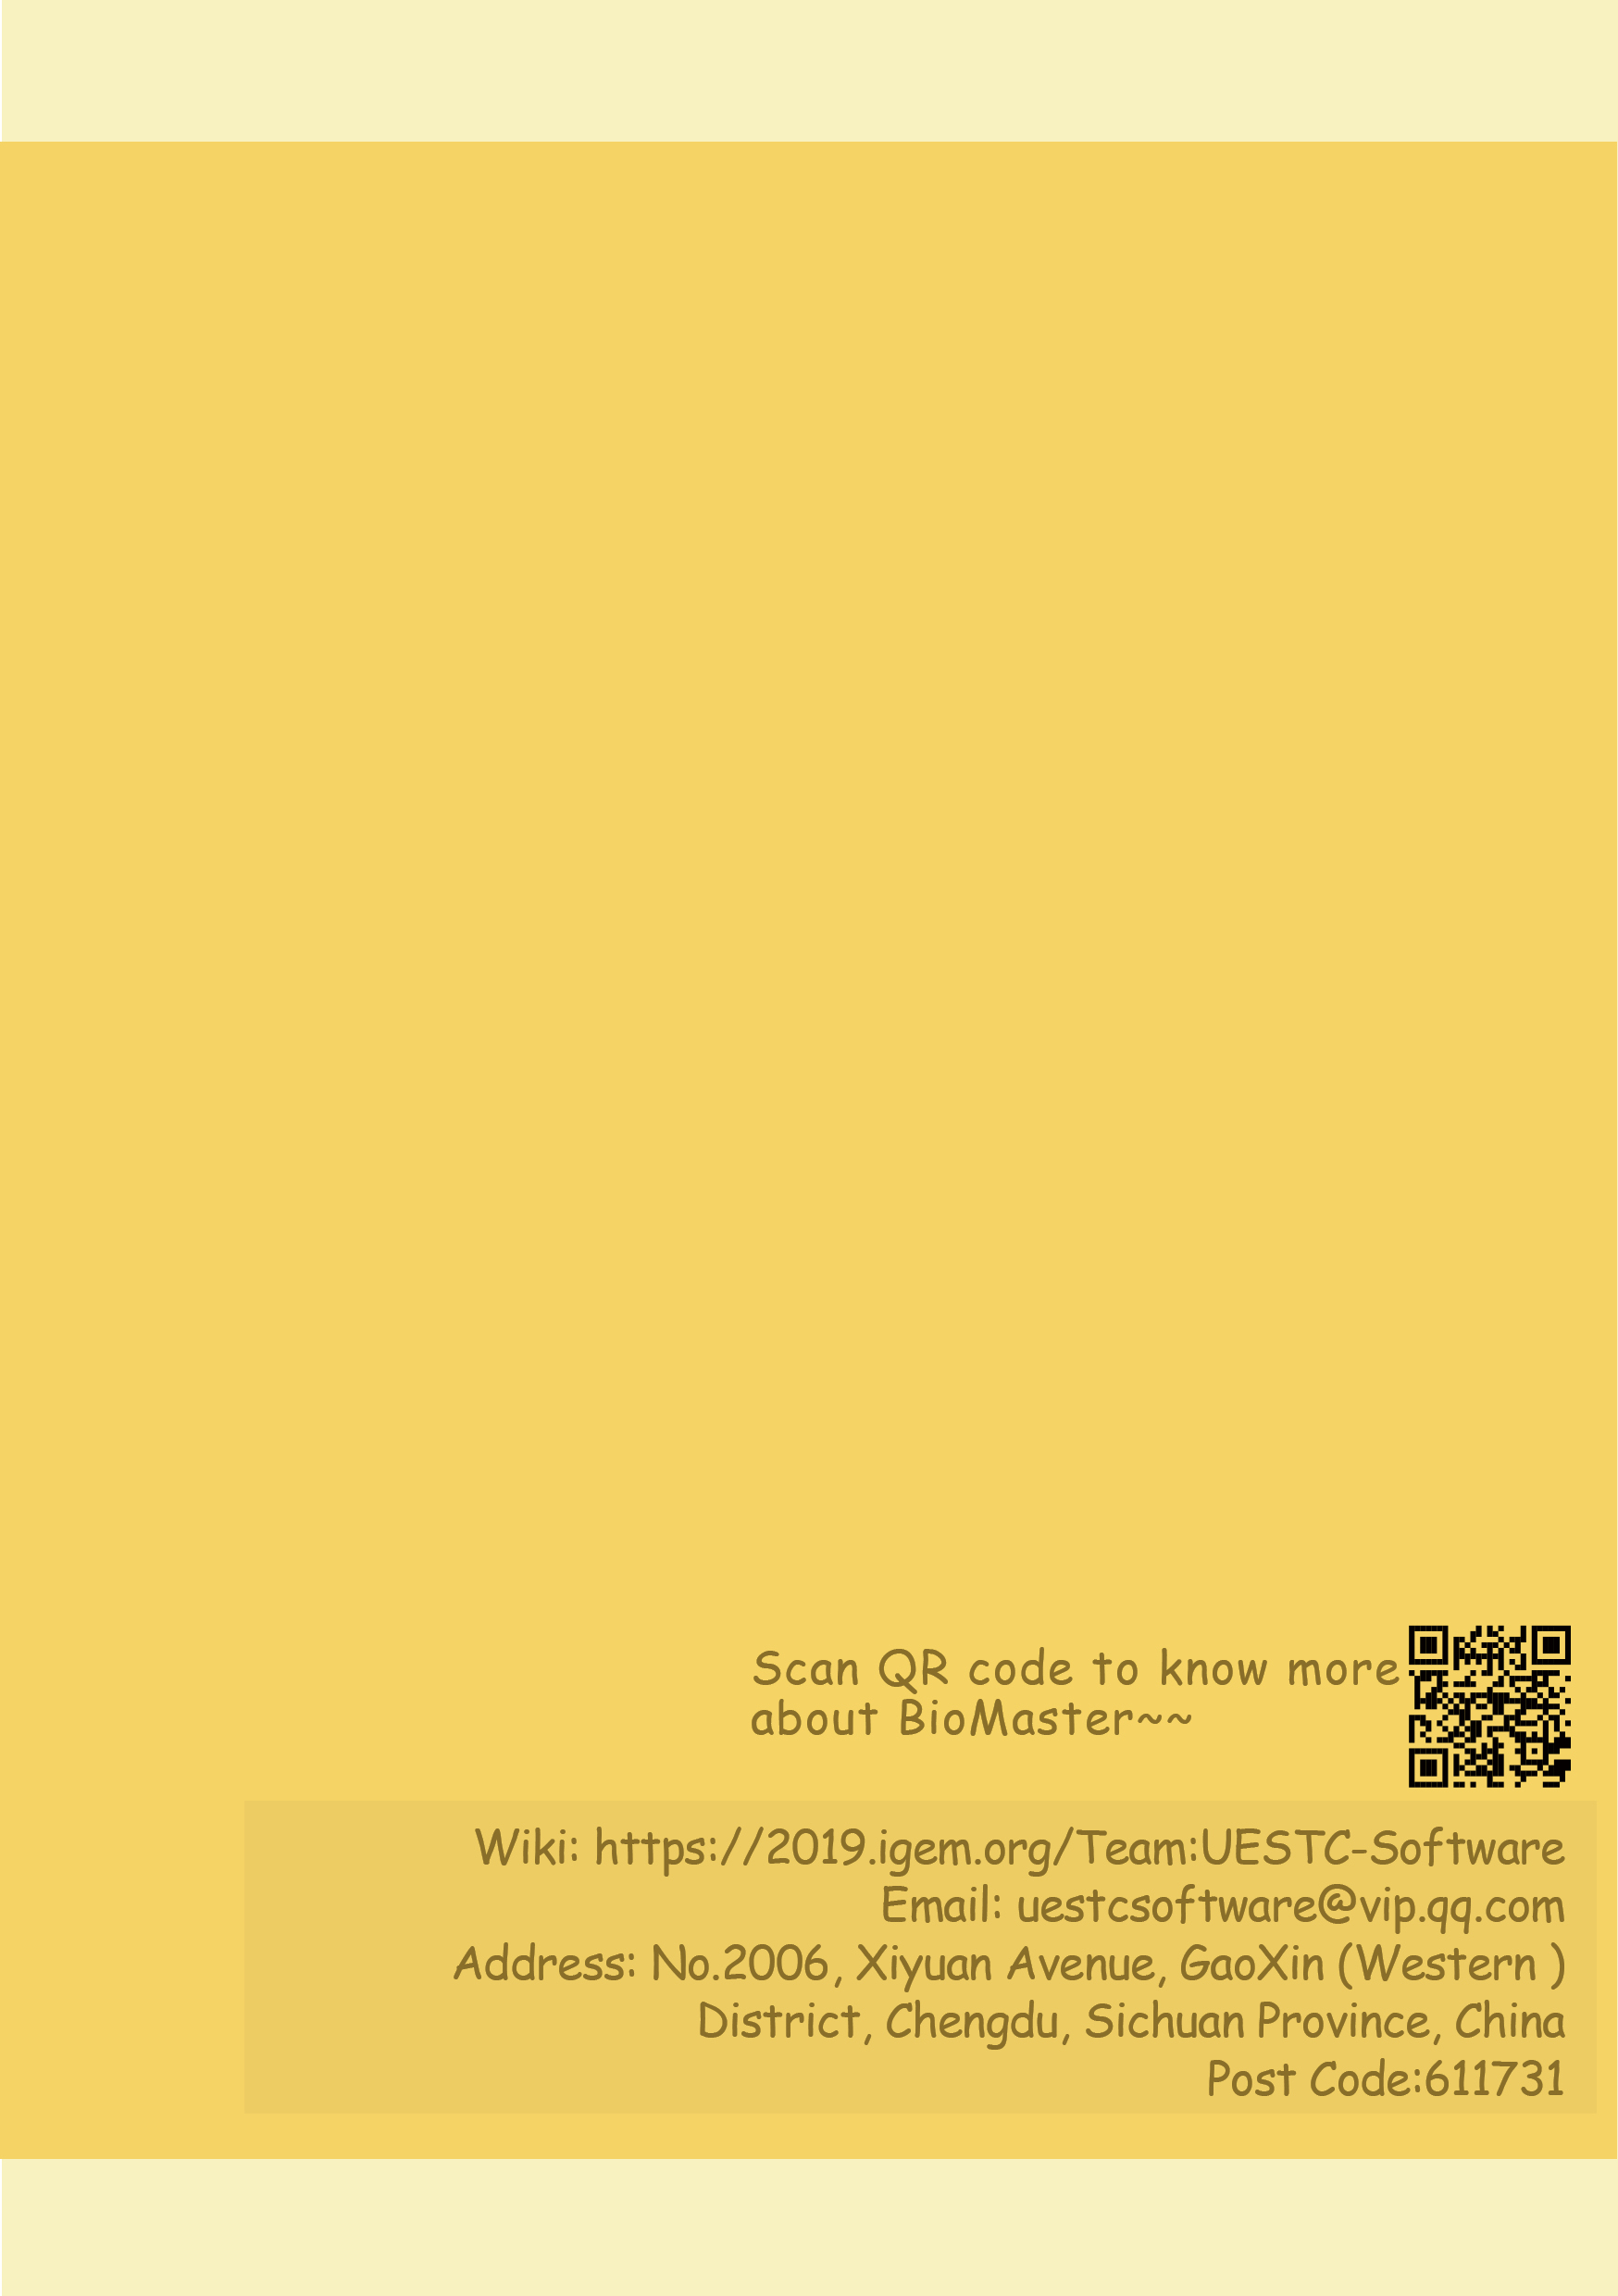 Scan QR code to know more
about BioMaster~~
Wiki: https://2019.igem.org/Team:UESTC-Software
Email: uestcsoftware@vip.qq.com
Address: No.2006, Xiyuan Avenue, GaoXin (Western )
District, Chengdu, Sichuan Province, China
Post Code:611731